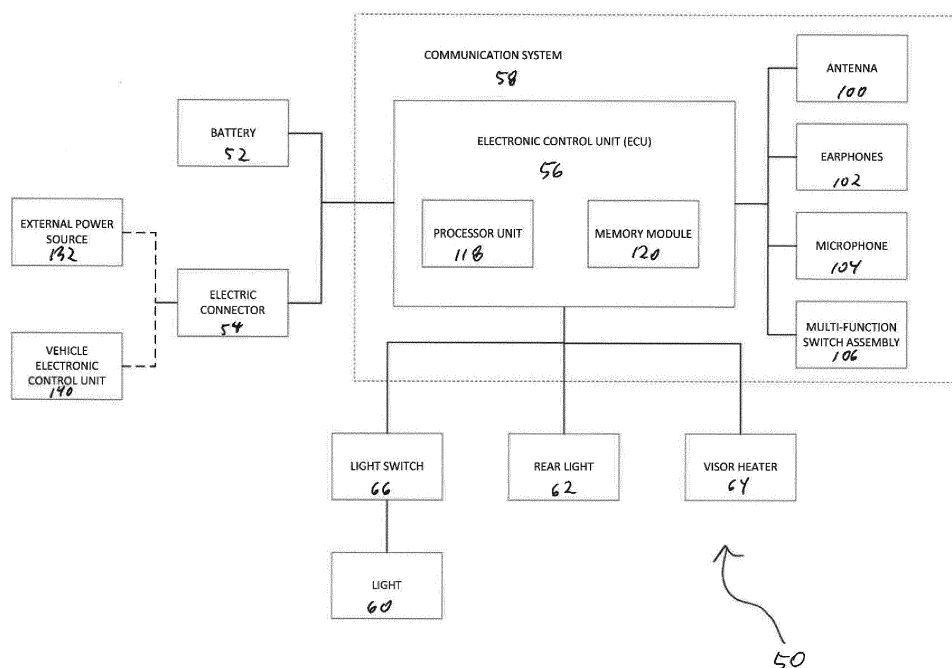 COMMUNICATION SYSTEM
58
ANTENNA
100
BATTERY
52
ELECTRONIC CONTROL UNIT (ECU)
56
EARPHONES
102
EXTERNAL POWER
SOURCE
132
PROCESSOR UNIT
118
MEMORY MODULE
120
MICROPHONE
104
ELECTRIC
CONNECTOR
54
MULTI-FUNCTION
SWITCH ASSEMBLY
106
VEHICLE
ELECTRONIC
CONTROL UNIT
140
LIGHT SWITCH
66
REAR LIGHT
62
VISOR HEATER
64
LIGHT
60
50